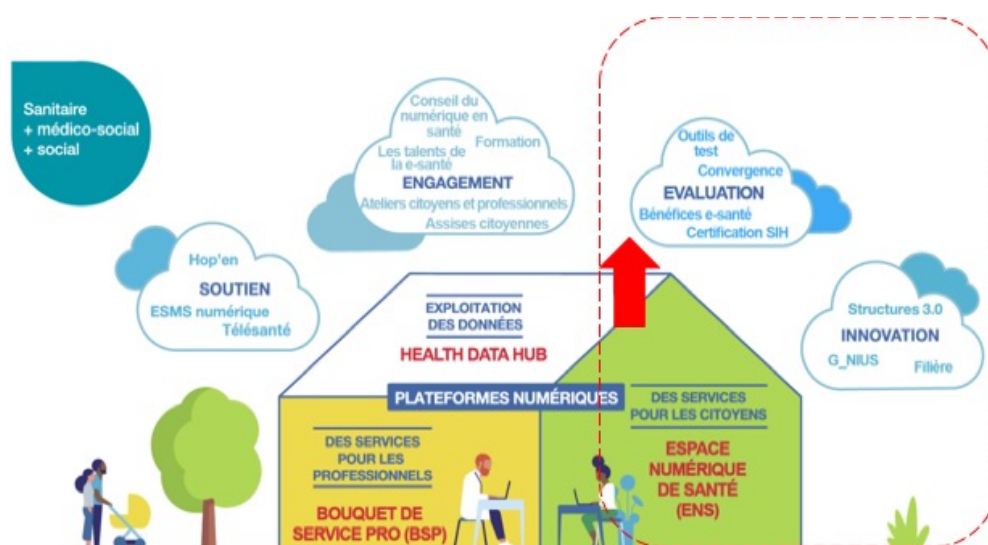 Sanitaire
+ médico-social
+ social
Conseil du
numérique en
santé
Formation
Les talents de
la e-santé
ENGAGEMENT
Ateliers citoyens et professionnels
Assises citoyennes
Outils de
test
Convergence
EVALUATION
Bénéfices e-santé
Certification SIH
Hop'en
SOUTIEN
ESMS numérique
Télésanté
Structures 3.0
INNOVATION
G_NIUS
Filière
EXPLOITATION
DES DONNÉES
HEALTH DATA HUB
PLATEFORMES NUMÉRIQUES
DES SERVICES
POUR LES
PROFESSIONNELS
BOUQUET DE
SERVICE PRO (BSP)
DES SERVICES
POUR LES CITOYENS
ESPACE
NUMÉRIQUE
DE SANTÉ
(ENS)